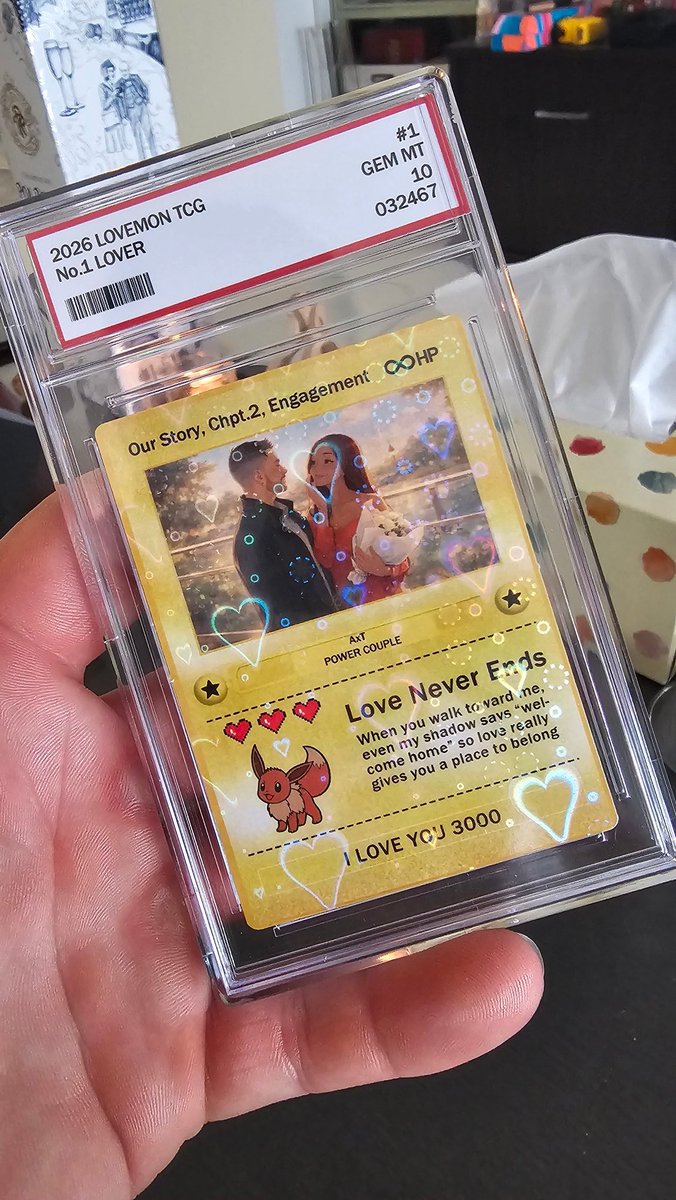 2026 LOVEMON TCG
No.1 LOVER
#1
GEM MT
10
032467
Our Story, Chpt.2, Engagement ∞HP
AxT
POWER COUPLE
Love Never Ends
When you walk to yard me,
even my shadow says "wel-
come home" so love really
gives you a place to belong
I LOVE YOU 3000